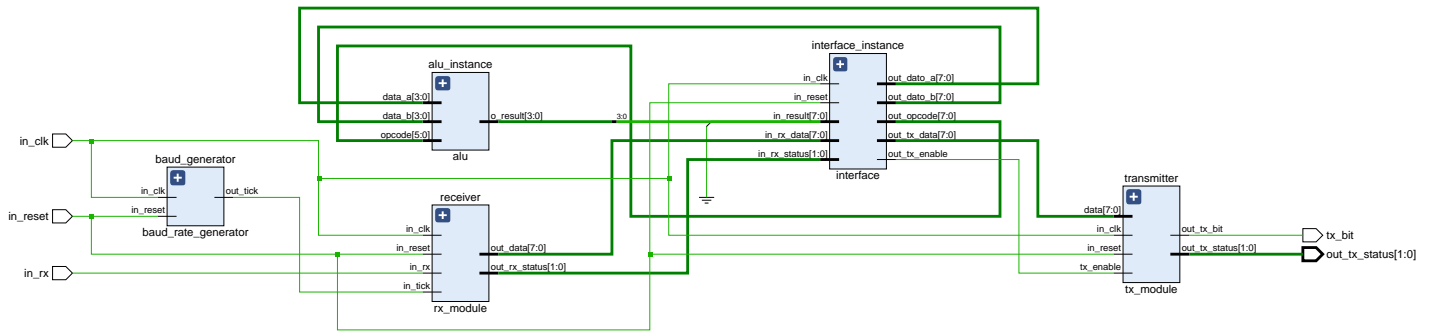 in_clk
in_reset
in_rx
baud_generator
in_clk
in_reset
out_tick
baud_rate_generator
alu_instance
data_a[3:0]
data_b[3:0]
opcode[5:0]
o_result[3:0]
alu
3:0
receiver
in_clk
in_reset
in_rx
in_tick
out_data[7:0]
out_rx_status[1:0]
rx_module
interface_instance
in_clk
in_reset
in_result[7:0]
in_rx_data[7:0]
in_rx_status[1:0]
out_dato_a[7:0]
out_dato_b[7:0]
out_opcode[7:0]
out_tx_data[7:0]
out_tx_enable
interface
transmitter
data[7:0]
in_clk
in_reset
tx_enable
out_tx_bit
out_tx_status[1:0]
tx_module
tx_bit
out_tx_status[1:0]